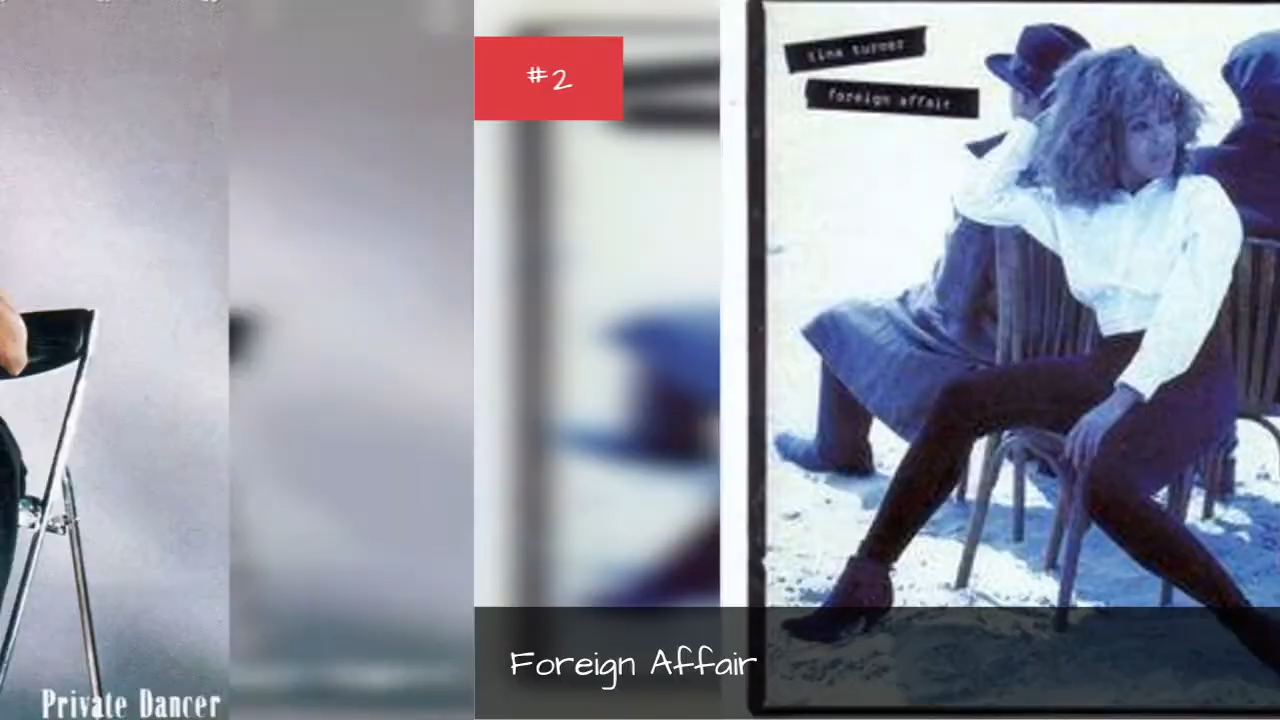 #2
tina turner
foreign affair
Foreign Affair
Private Dancer